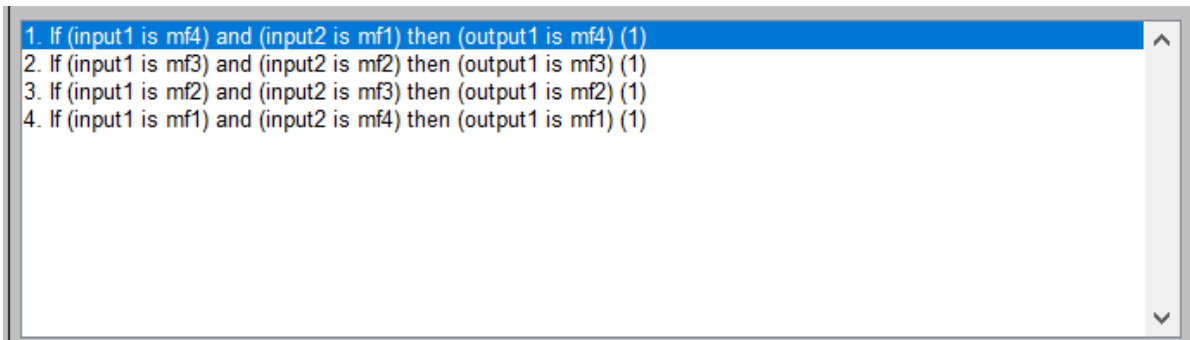 1. If (input1 is mf4) and (input2 is mf1) then (output1 is mf4) (1)
2. If (input1 is mf3) and (input2 is mf2) then (output1 is mf3) (1)
3. If (input1 is mf2) and (input2 is mf3) then (output1 is mf2) (1)
4. If (input1 is mf1) and (input2 is mf4) then (output1 is mf1) (1)